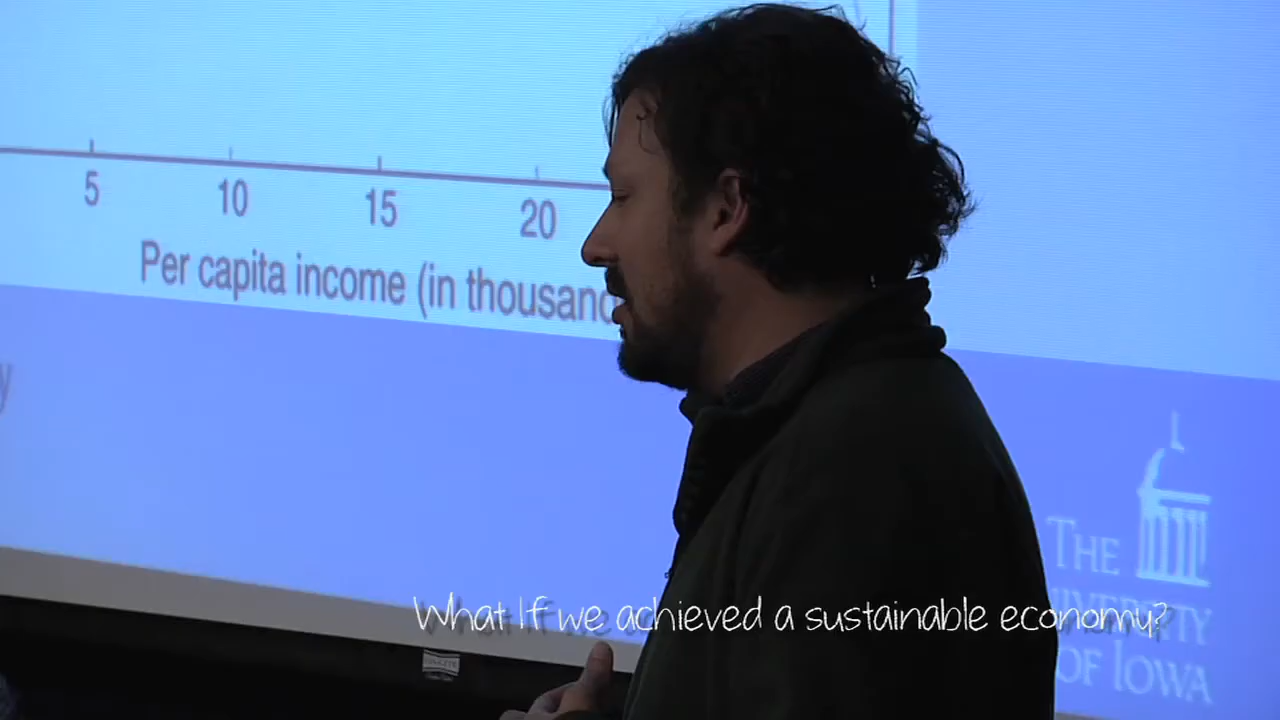 5 10 15 20
Per capita income (in thousand
y
What If we achieved a sustainable economy?
THE
OF IOWA